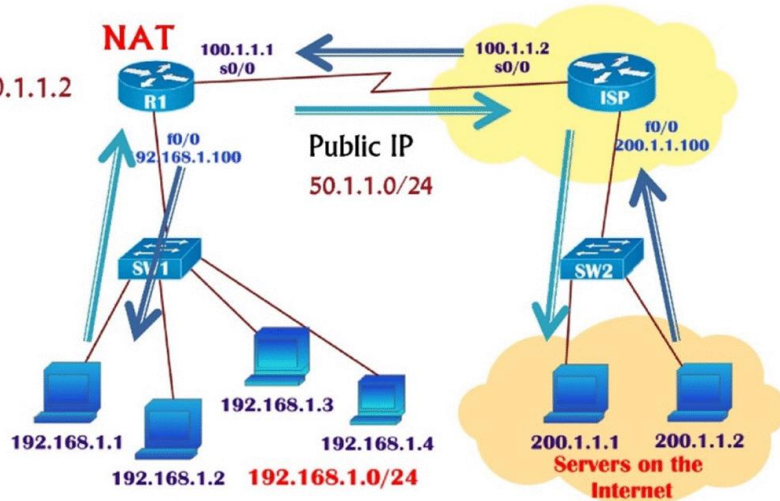 NAT
100.1.1.1
s0/0
100.1.1.2
s0/0
0.1.1.2
R1
ISP
f0/0
92.168.1.100
Public IP
50.1.1.0/24
f0/0
200.1.1.100
SW1
SW2
192.168.1.1
192.168.1.2
192.168.1.3
192.168.1.4
192.168.1.0/24
200.1.1.1
200.1.1.2
Servers on the
Internet